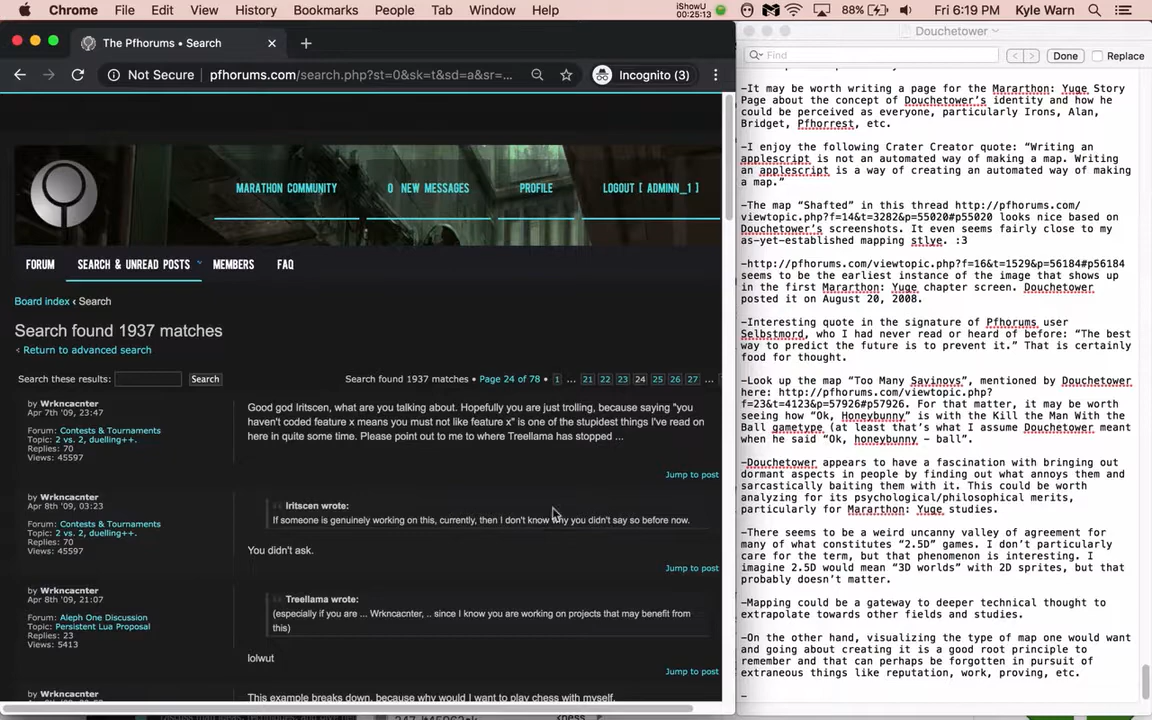 Chrome File Edit View History Bookmarks People Tab Window Help iShowU 00:25:13 88% Fri 6:19 PM Kyle Warn
The Pfhorums • Search
Not Secure pfhorums.com/search.php?st=0&sk=t&sd=a&sr=... Incognito (3)
MARATHON COMMUNITY 0 NEW MESSAGES PROFILE LOGOUT [ ADMINN_1 ]
FORUM SEARCH & UNREAD POSTS MEMBERS FAQ
Board index ‹ Search
Search found 1937 matches
‹ Return to advanced search
Search these results: Search Search found 1937 matches • Page 24 of 78 • 1 ... 21 22 23 24 25 26 27 ...
by Wrkncacnter
Apr 7th '09, 23:47
Forum: Contests & Tournaments
Topic: 2 vs. 2, duelling++.
Replies: 70
Views: 45597
Good god Iritscen, what are you talking about. Hopefully you are just trolling, because saying "you
haven't coded feature x means you must not like feature x" is one of the stupidest things I've read on
here in quite some time. Please point out to me to where Treellama has stopped ...
Jump to post
by Wrkncacnter
Apr 8th '09, 03:23
Forum: Contests & Tournaments
Topic: 2 vs. 2, duelling++.
Replies: 70
Views: 45597
Iritscen wrote:
If someone is genuinely working on this, currently, then I don't know why you didn't say so before now.
You didn't ask.
Jump to post
by Wrkncacnter
Apr 8th '09, 21:07
Forum: Aleph One Discussion
Topic: Persistent Lua Proposal
Replies: 23
Views: 5413
Treellama wrote:
(especially if you are ... Wrkncacnter, .. since I know you are working on projects that may benefit from
this)
lolwut
Jump to post
by Wrkncacnter
This example breaks down, because why would I want to play chess with myself.
Douchetower
Find Done Replace
-It may be worth writing a page for the Mararthon: Yuge Story
Page about the concept of Douchetower's identity and how he
could be perceived as everyone, particularly Irons, Alan,
Bridget, Pfhorrest, etc.
-I enjoy the following Crater Creator quote: "Writing an
applescript is not an automated way of making a map. Writing
an applescript is a way of creating an automated way of making
a map."
-The map "Shafted" in this thread http://pfhorums.com/
viewtopic.php?f=14&t=3282&p=55020#p55020 looks nice based on
Douchetower's screenshots. It even seems fairly close to my
as-yet-established mapping stlye. :3
-http://pfhorums.com/viewtopic.php?f=16&t=1529&p=56184#p56184
seems to be the earliest instance of the image that shows up
in the first Mararthon: Yuge chapter screen. Douchetower
posted it on August 20, 2008.
-Interesting quote in the signature of Pfhorums user
Selbstmord, who I had never read or heard of before: "The best
way to predict the future is to prevent it." That is certainly
food for thought.
-Look up the map "Too Many Savinovs", mentioned by Douchetower
here: http://pfhorums.com/viewtopic.php?
f=23&t=4123&p=57926#p57926. For that matter, it may be worth
seeing how "Ok, Honeybunny" is with the Kill the Man With the
Ball gametype (at least that's what I assume Douchetower meant
when he said "Ok, honeybunny - ball".
-Douchetower appears to have a fascination with bringing out
dormant aspects in people by finding out what annoys them and
sarcastically baiting them with it. This could be worth
analyzing for its psychological/philosophical merits,
particularly for Mararthon: Yuge studies.
-There seems to be a weird uncanny valley of agreement for
many of what constitutes "2.5D" games. I don't particularly
care for the term, but that phenomenon is interesting. I
imagine 2.5D would mean "3D worlds" with 2D sprites, but that
probably doesn't matter.
-Mapping could be a gateway to deeper technical thought to
extrapolate towards other fields and studies.
-On the other hand, visualizing the type of map one would want
and going about creating it is a good root principle to
remember and that can perhaps be forgotten in pursuit of
extraneous things like reputation, work, proving, etc.
-